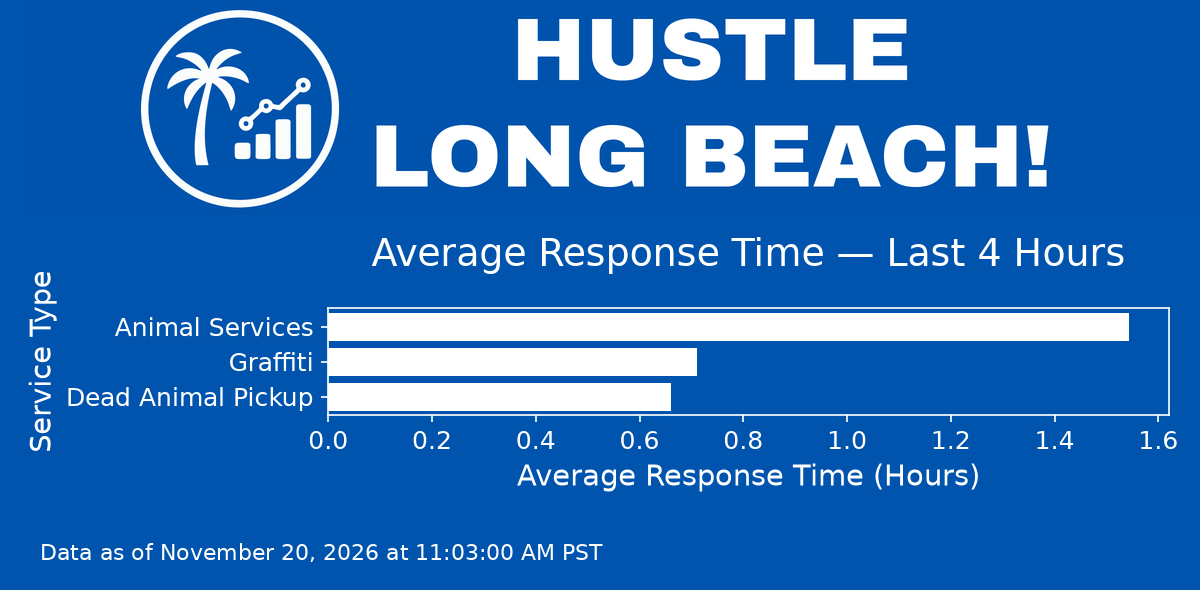 HUSTLE
LONG BEACH!
Average Response Time — Last 4 Hours
Service Type
Animal Services
Graffiti
Dead Animal Pickup
0.0 0.2 0.4 0.6 0.8 1.0 1.2 1.4 1.6
Average Response Time (Hours)
Data as of November 20, 2026 at 11:03:00 AM PST